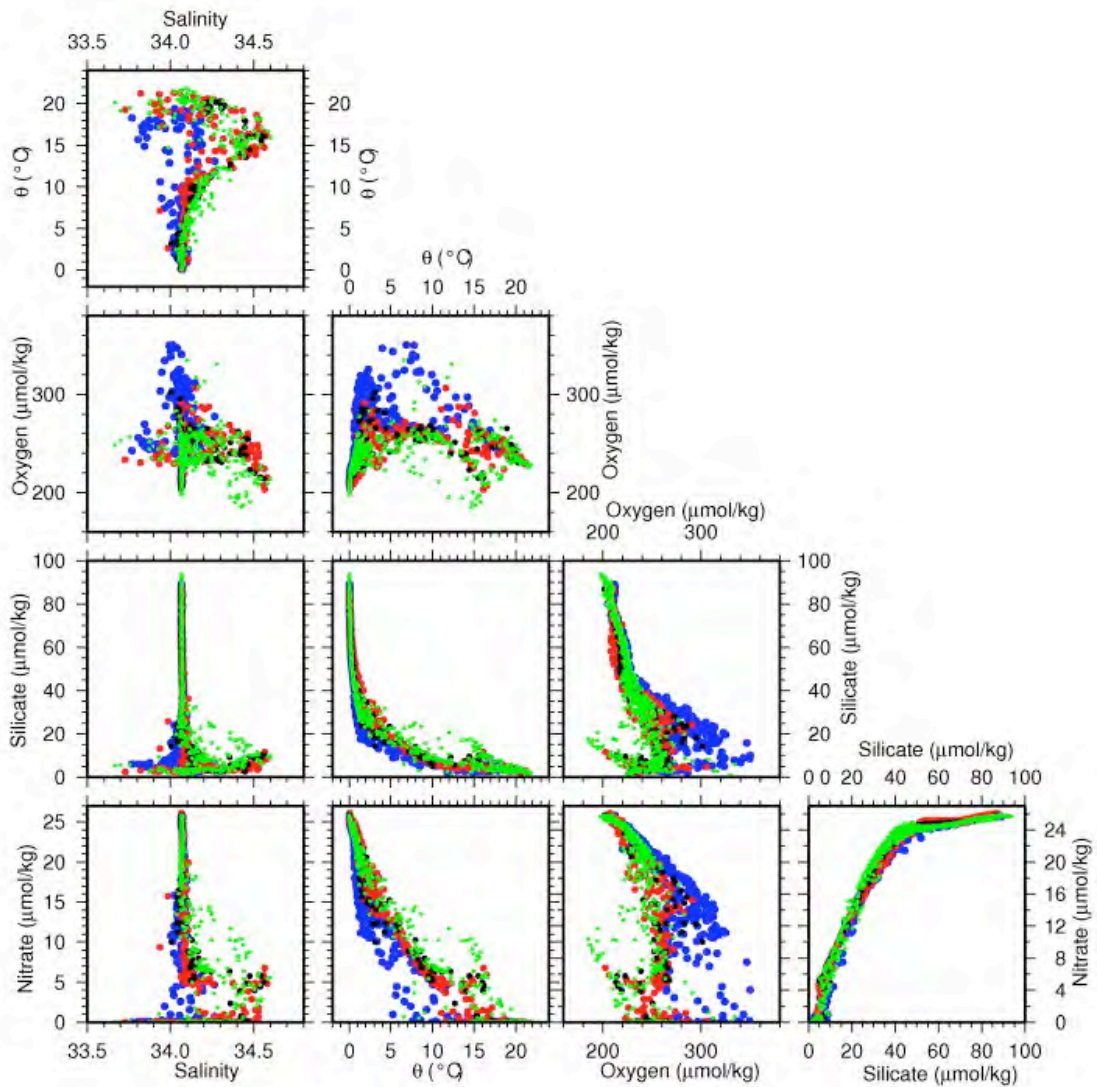 Salinity
33.5 34.0 34.5
20
15
10
5
0
θ (°C)
20
15
5
0
θ (°C)
θ (°C)
0 5 10 15 20
300
200
Oxygen (µmol/kg)
300
200
Oxygen (µmol/kg)
Oxygen (µmol/kg)
200 300
100
80
60
40
20
0
Silicate (µmol/kg)
100
80
60
40
20
0
Silicate (µmol/kg)
Silicate (µmol/kg)
0 20 40 60 80 100
25
20
15
10
5
0
Nitrate (µmol/kg)
24
20
16
12
8
4
0
Nitrate (µmol/kg)
33.5 34.0 34.5
Salinity
0 5 10 15 20
θ (°C)
200 300
Oxygen (µmol/kg)
0 20 40 60 80 100
Silicate (µmol/kg)